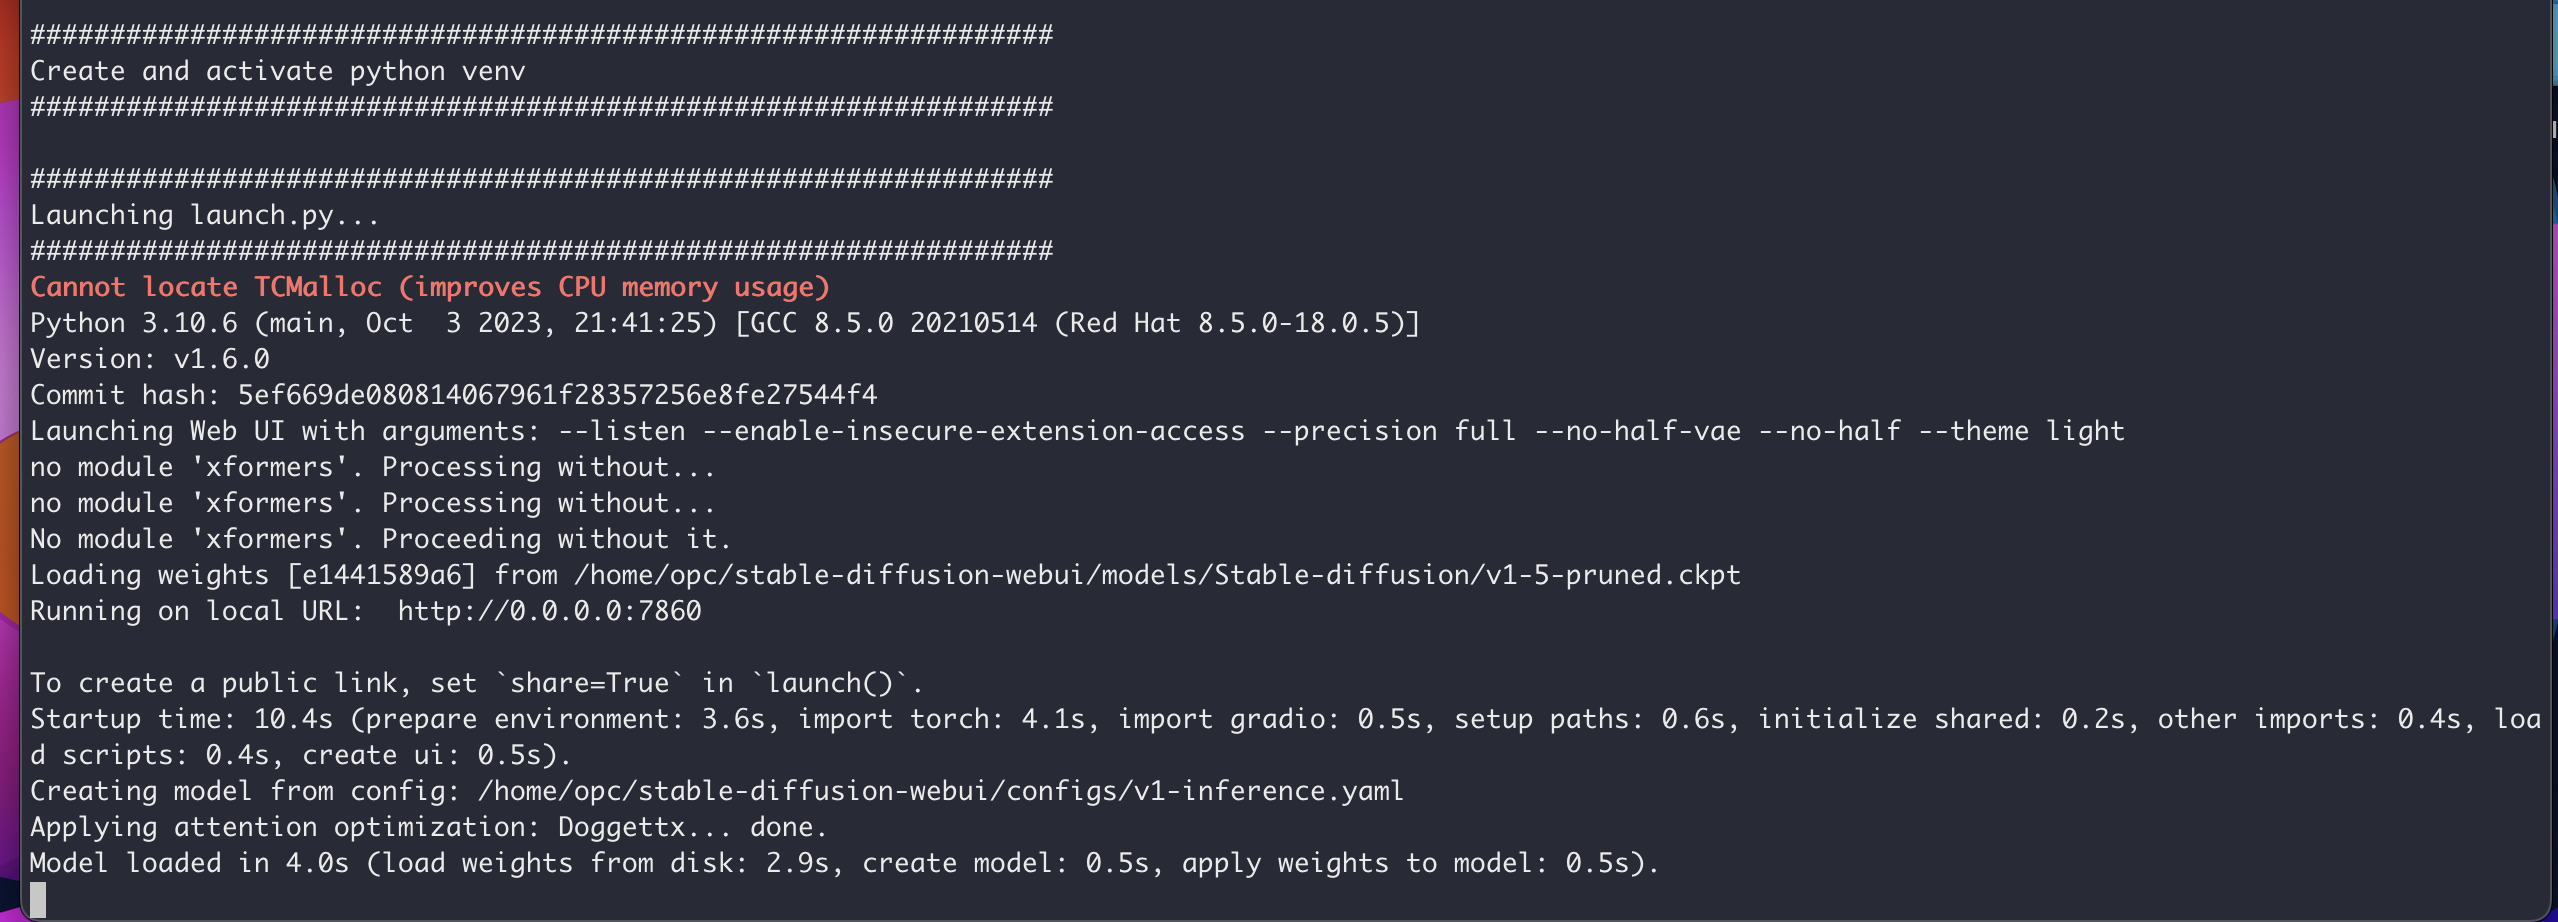 ################################################################
Create and activate python venv
################################################################
################################################################
Launching launch.py...
################################################################
Cannot locate TCMalloc (improves CPU memory usage)
Python 3.10.6 (main, Oct  3 2023, 21:41:25) [GCC 8.5.0 20210514 (Red Hat 8.5.0-18.0.5)]
Version: v1.6.0
Commit hash: 5ef669de080814067961f28357256e8fe27544f4
Launching Web UI with arguments: --listen --enable-insecure-extension-access --precision full --no-half-vae --no-half --theme light
no module 'xformers'. Processing without...
no module 'xformers'. Processing without...
No module 'xformers'. Proceeding without it.
Loading weights [e1441589a6] from /home/opc/stable-diffusion-webui/models/Stable-diffusion/v1-5-pruned.ckpt
Running on local URL:  http://0.0.0.0:7860
To create a public link, set `share=True` in `launch()`.
Startup time: 10.4s (prepare environment: 3.6s, import torch: 4.1s, import gradio: 0.5s, setup paths: 0.6s, initialize shared: 0.2s, other imports: 0.4s, loa
d scripts: 0.4s, create ui: 0.5s).
Creating model from config: /home/opc/stable-diffusion-webui/configs/v1-inference.yaml
Applying attention optimization: Doggettx... done.
Model loaded in 4.0s (load weights from disk: 2.9s, create model: 0.5s, apply weights to model: 0.5s).